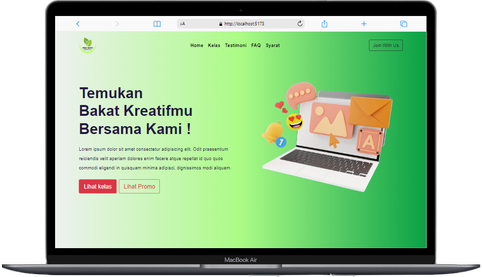 http://localhost:5173
Home Kelas Testimoni FAQ Syarat
Join With Us
Temukan
Bakat Kreatifmu
Bersama Kami !
Lorem ipsum dolor sit amet consectetur adipisicing elit. Odit praesentium
reiciendis velit aperiam dolores enim facere atque repellat id quo quos
commodi eligendi in quisquam minima adipisci, dignissimos modi aliquam.
Lihat kelas Lihat Promo
MacBook Air